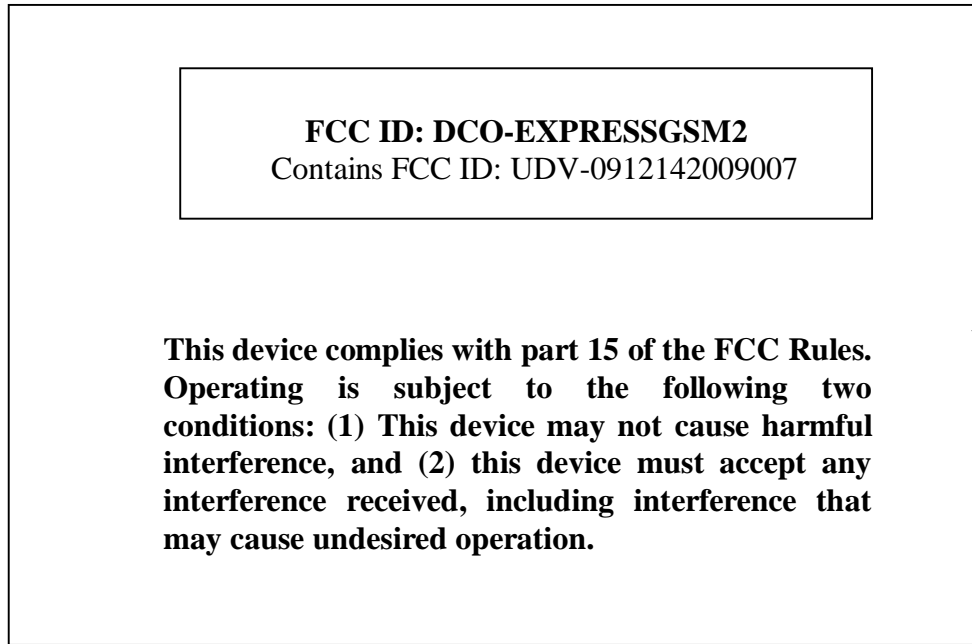 FCC ID: DCO-EXPRESSGSM2
Contains FCC ID: UDV-0912142009007
This device complies with part 15 of the FCC Rules.
Operating is subject to the following two
conditions: (1) This device may not cause harmful
interference, and (2) this device must accept any
interference received, including interference that
may cause undesired operation.